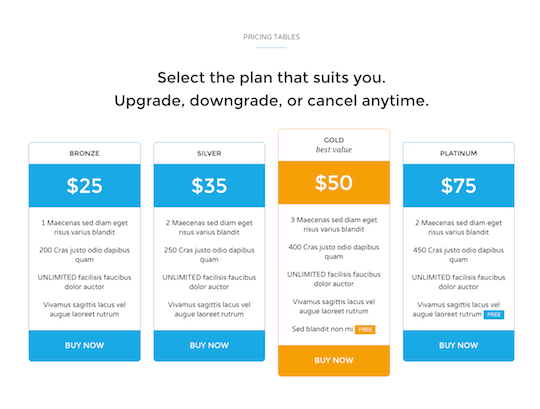 PRICING TABLES
Select the plan that suits you.
Upgrade, downgrade, or cancel anytime.
BRONZE
$25
1 Maecenas sed diam eget
risus varius blandit
200 Cras justo odio dapibus
quam
UNLIMITED facilisis faucibus
dolor auctor
Vivamus sagittis lacus vel
augue laoreet rutrum
BUY NOW
SILVER
$35
2 Maecenas sed diam eget
risus varius blandit
250 Cras justo odio dapibus
quam
UNLIMITED facilisis faucibus
dolor auctor
Vivamus sagittis lacus vel
augue laoreet rutrum
BUY NOW
GOLD
best value
$50
3 Maecenas sed diam eget
risus varius blandit
400 Cras justo odio dapibus
quam
UNLIMITED facilisis faucibus
dolor auctor
Vivamus sagittis lacus vel
augue laoreet rutrum
Sed blandit non mi FREE
BUY NOW
PLATINUM
$75
2 Maecenas sed diam eget
risus varius blandit
450 Cras justo odio dapibus
quam
UNLIMITED facilisis faucibus
dolor auctor
Vivamus sagittis lacus vel
augue laoreet rutrum FREE
BUY NOW